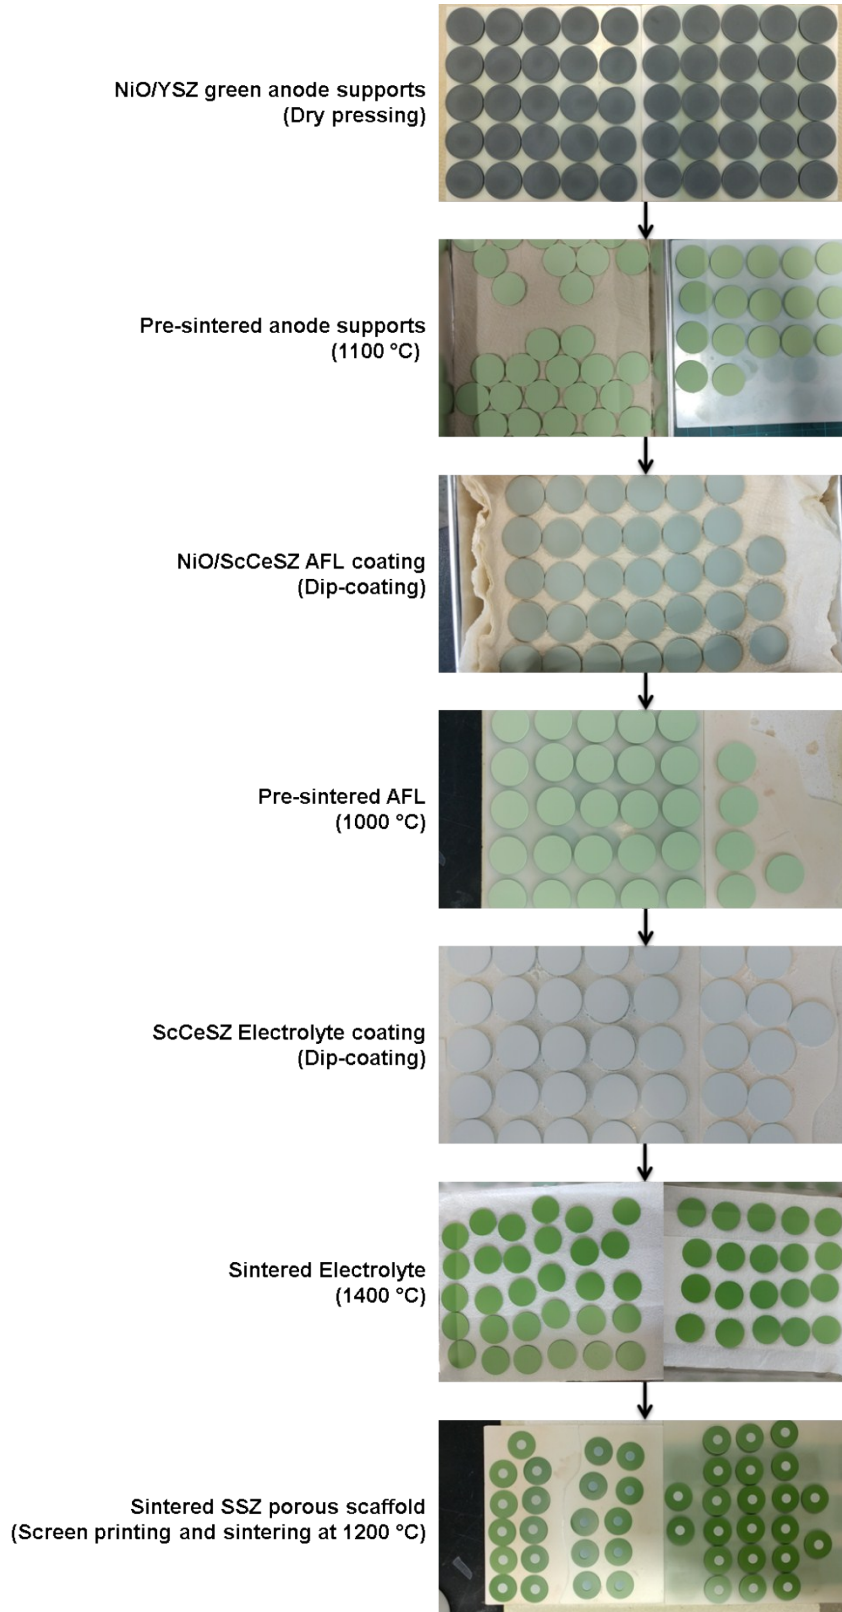 NiO/YSZ green anode supports
(Dry pressing)
Pre-sintered anode supports
(1100 °C)
NiO/ScCeSZ AFL coating
(Dip-coating)
Pre-sintered AFL
(1000 °C)
ScCeSZ Electrolyte coating
(Dip-coating)
Sintered Electrolyte
(1400 °C)
Sintered SSZ porous scaffold
(Screen printing and sintering at 1200 °C)